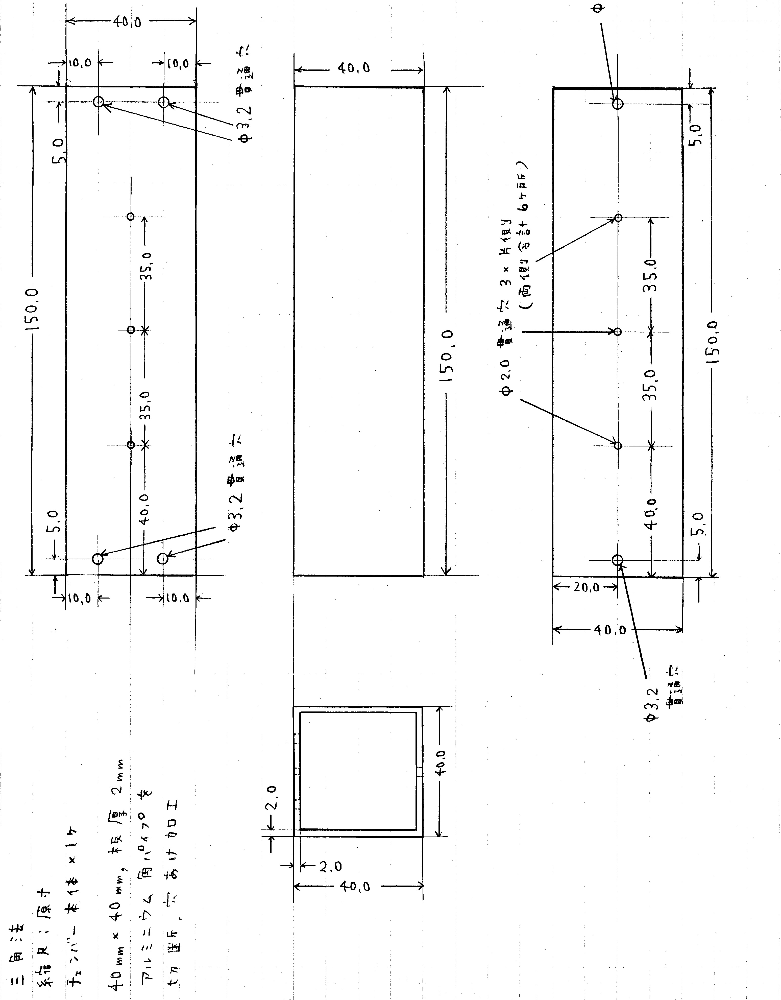 三角法
縮尺：原寸
チェンバー本体×1ケ
40mm×40mm, 板厚 2mm
アルミニウム角パイプを
切断、穴あけ加工
40.0
10.0
10.0
5.0
150.0
φ3.2 貫通穴
35.0
35.0
40.0
5.0
φ3.2 貫通穴
10.0
10.0
40.0
150.0
2.0
2.0
40.0
40.0
φ
5.0
φ2.0 貫通穴 3×片側
(両側合計6ケ所)
35.0
35.0
40.0
150.0
5.0
20.0
40.0
φ3.2
貫通穴